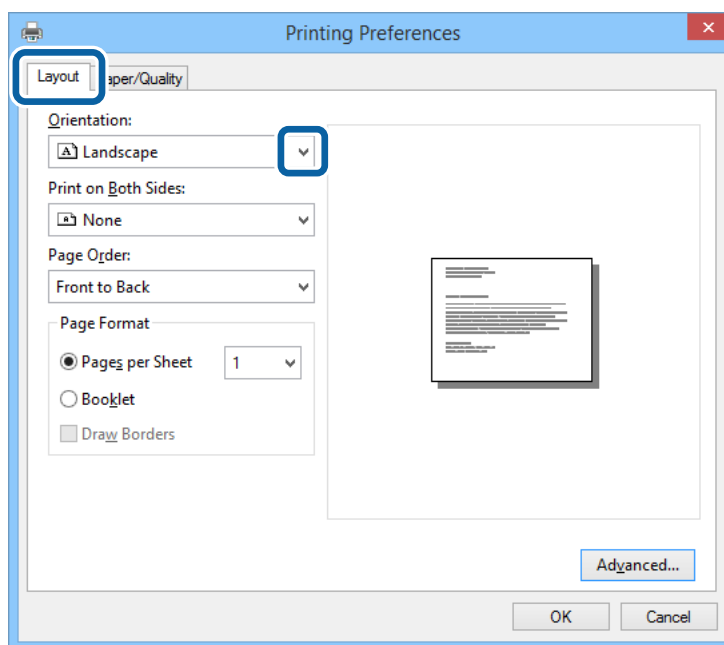 Printing Preferences
Layout aper/Quality
Orientation:
Landscape
Print on Both Sides:
None
Page Order:
Front to Back
Page Format
Pages per Sheet 1
Booklet
Draw Borders
Advanced...
OK Cancel